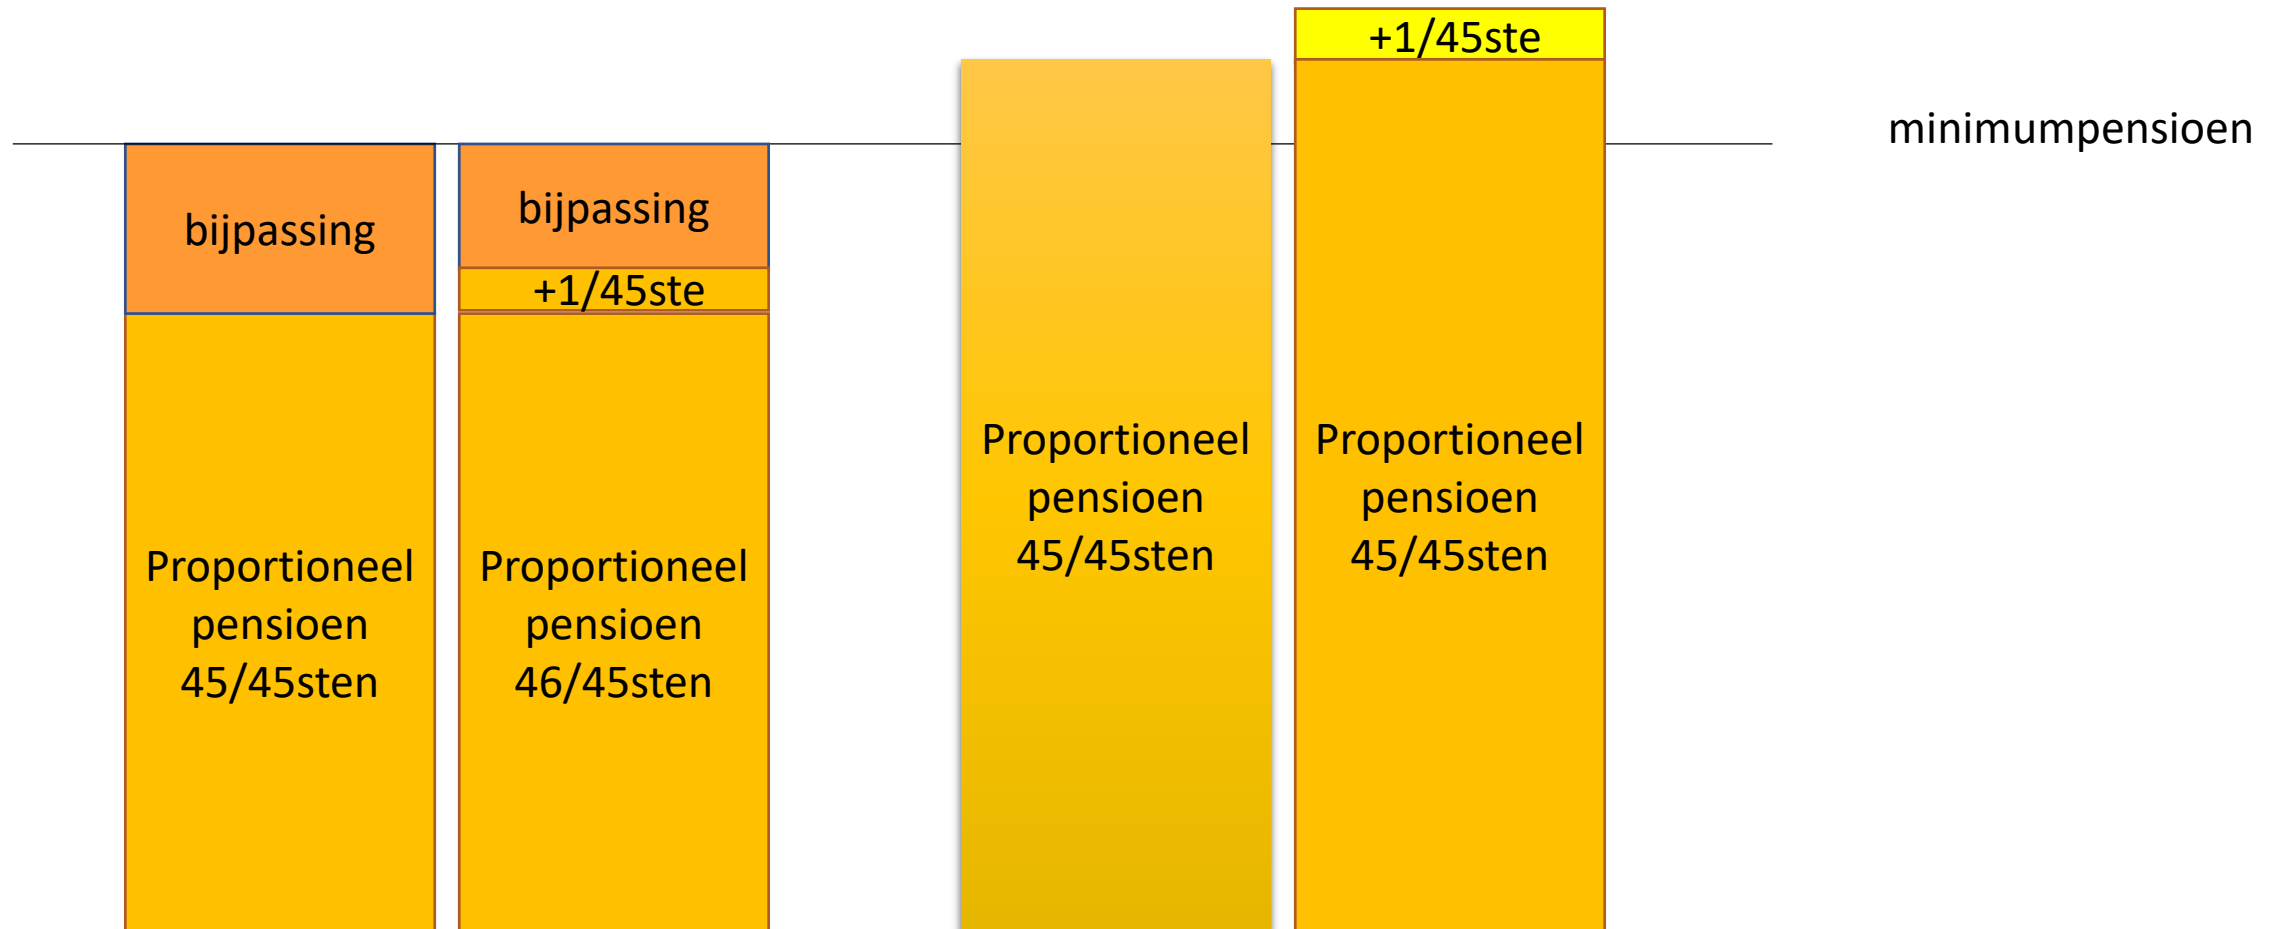 +1/45ste
minimumpensioen
bijpassing
bijpassing
+1/45ste
Proportioneel
pensioen
45/45sten
Proportioneel
pensioen
46/45sten
Proportioneel
pensioen
45/45sten
Proportioneel
pensioen
45/45sten